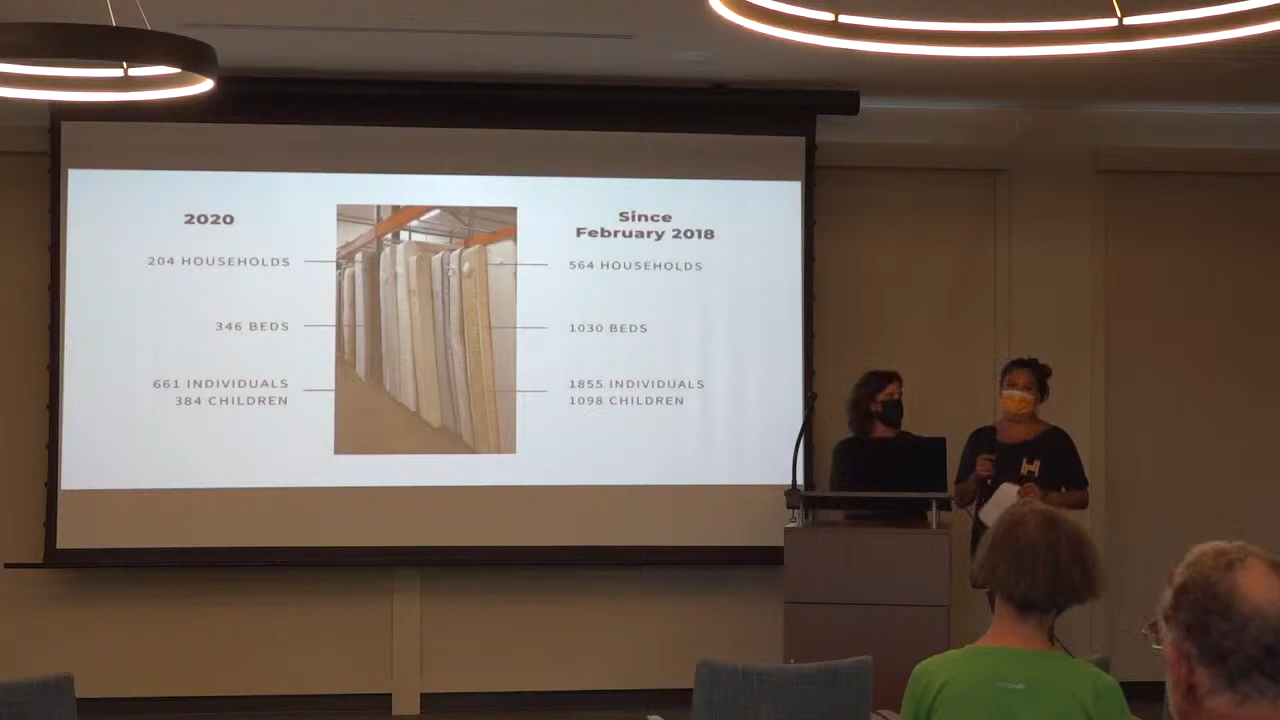 2020
204 HOUSEHOLDS
346 BEDS
661 INDIVIDUALS
384 CHILDREN
Since
February 2018
564 HOUSEHOLDS
1030 BEDS
1855 INDIVIDUALS
1098 CHILDREN
H